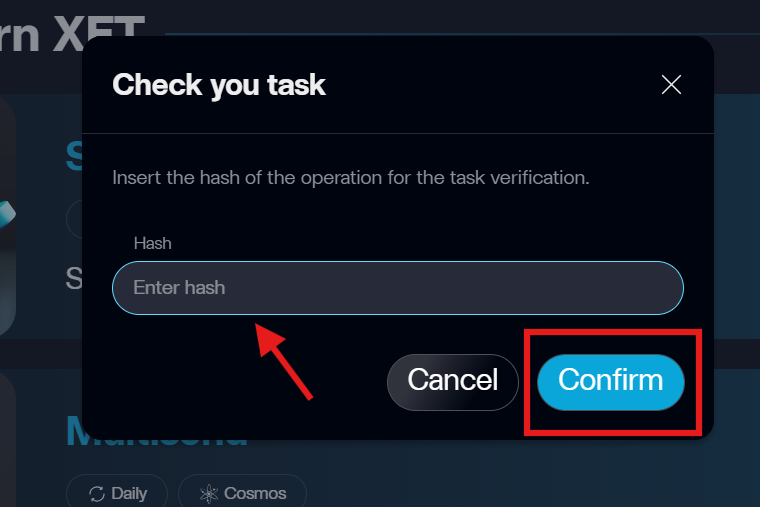 rn XFT
Check you task
Insert the hash of the operation for the task verification.
Hash
Enter hash
Cancel
Confirm
Daily
Cosmos